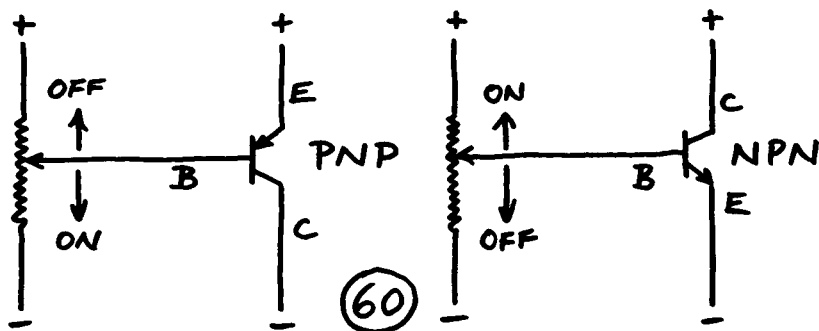 + + + +
OFF E ON C
B PNP B NPN
ON C OFF E
60
− − − −